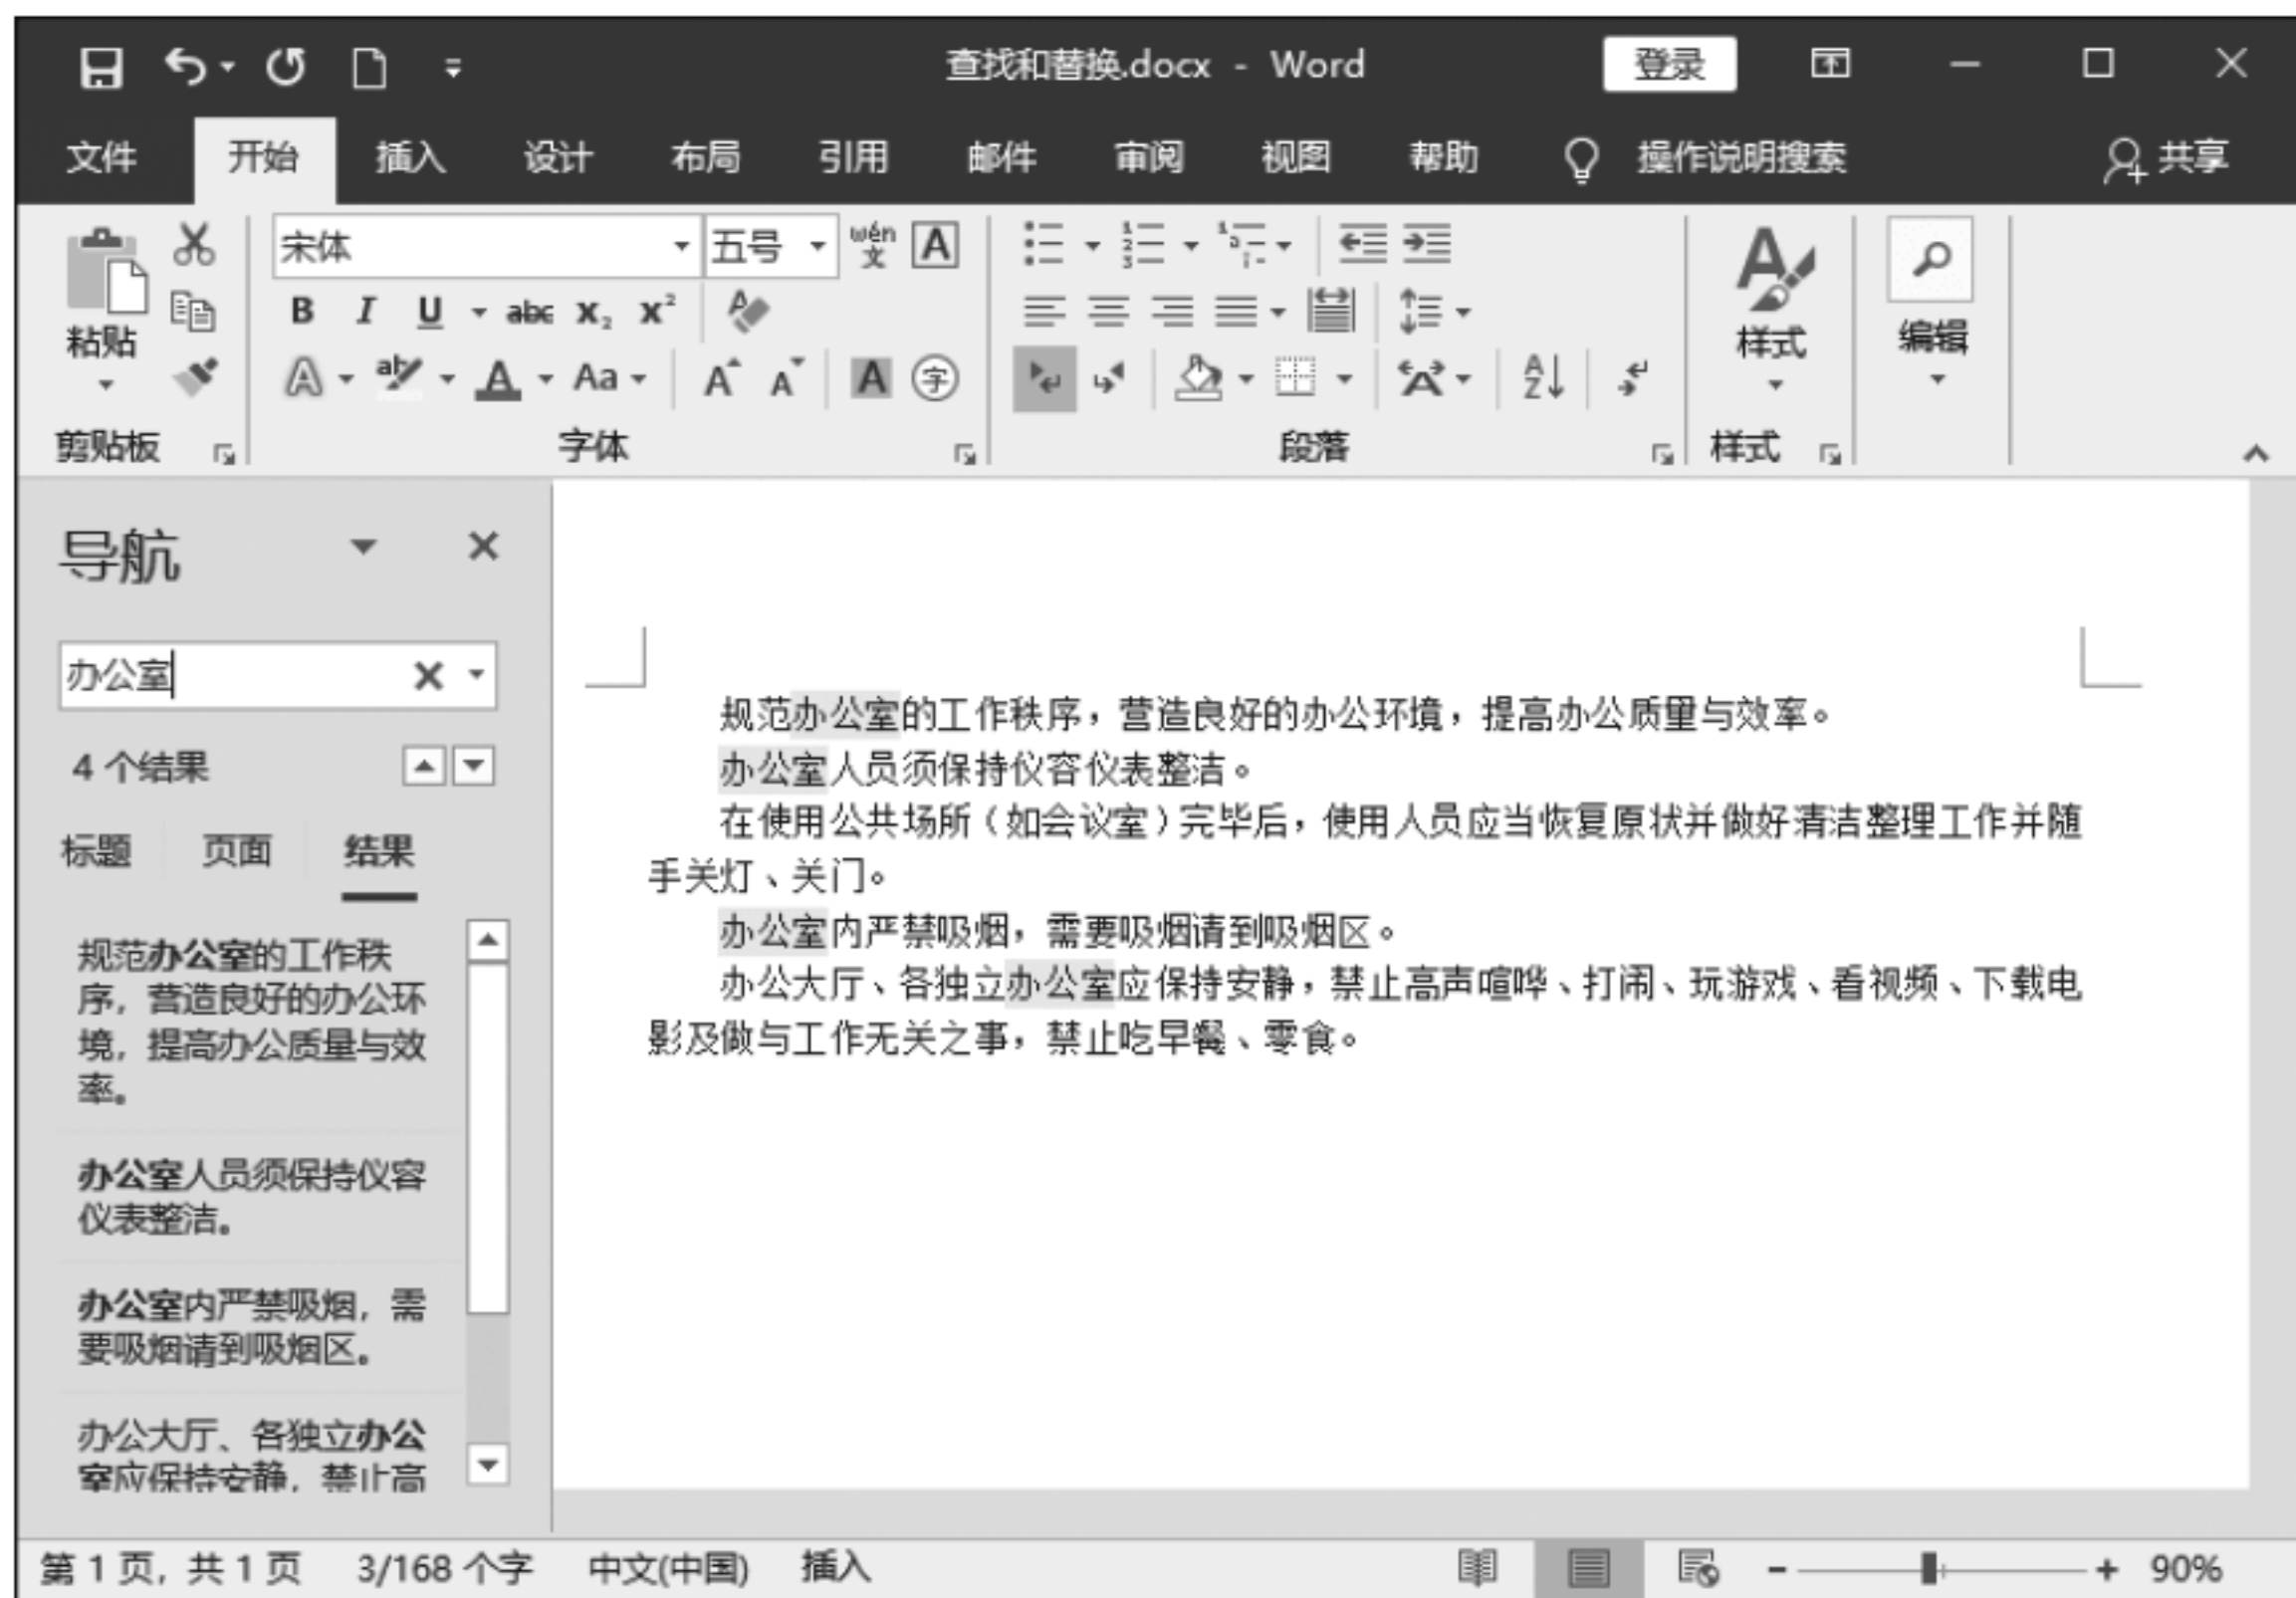 查找和替换.docx - Word 登录
文件 开始 插入 设计 布局 引用 邮件 审阅 视图 帮助 操作说明搜索 共享
宋体 五号 wén 文 A
粘贴 B I U abc x₂ x² 样式 编辑
A aby A Aa A A A 字 A A Z
剪贴板 字体 段落 样式
导航
办公室
4 个结果
标题 页面 结果
规范办公室的工作秩
序，营造良好的办公环
境，提高办公质量与效
率。
办公室人员须保持仪容
仪表整洁。
办公室内严禁吸烟，需
要吸烟请到吸烟区。
办公大厅、各独立办公
室应保持安静，禁止高
规范办公室的工作秩序，营造良好的办公环境，提高办公质量与效率。
办公室人员须保持仪容仪表整洁。
在使用公共场所（如会议室）完毕后，使用人员应当恢复原状并做好清洁整理工作并随
手关灯、关门。
办公室内严禁吸烟，需要吸烟请到吸烟区。
办公大厅、各独立办公室应保持安静，禁止高声喧哗、打闹、玩游戏、看视频、下载电
影及做与工作无关之事，禁止吃早餐、零食。
第 1 页，共 1 页 3/168 个字 中文(中国) 插入 90%